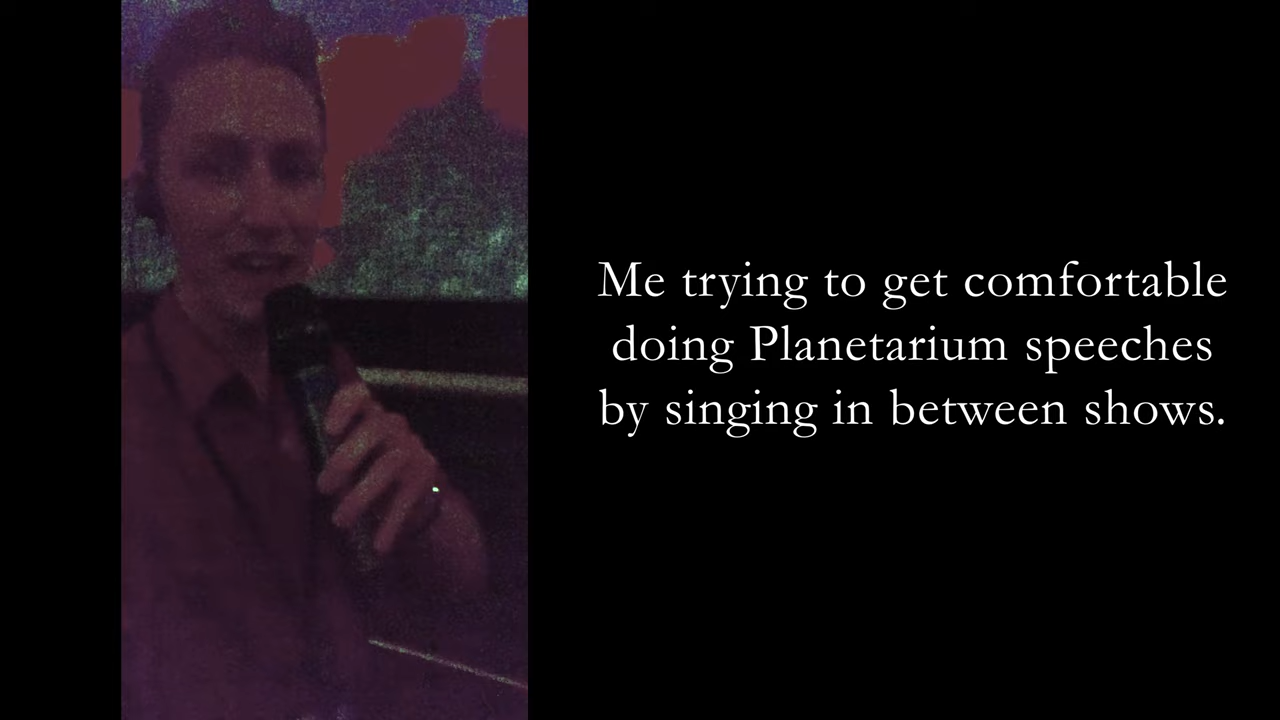 Me trying to get comfortable
doing Planetarium speeches
by singing in between shows.